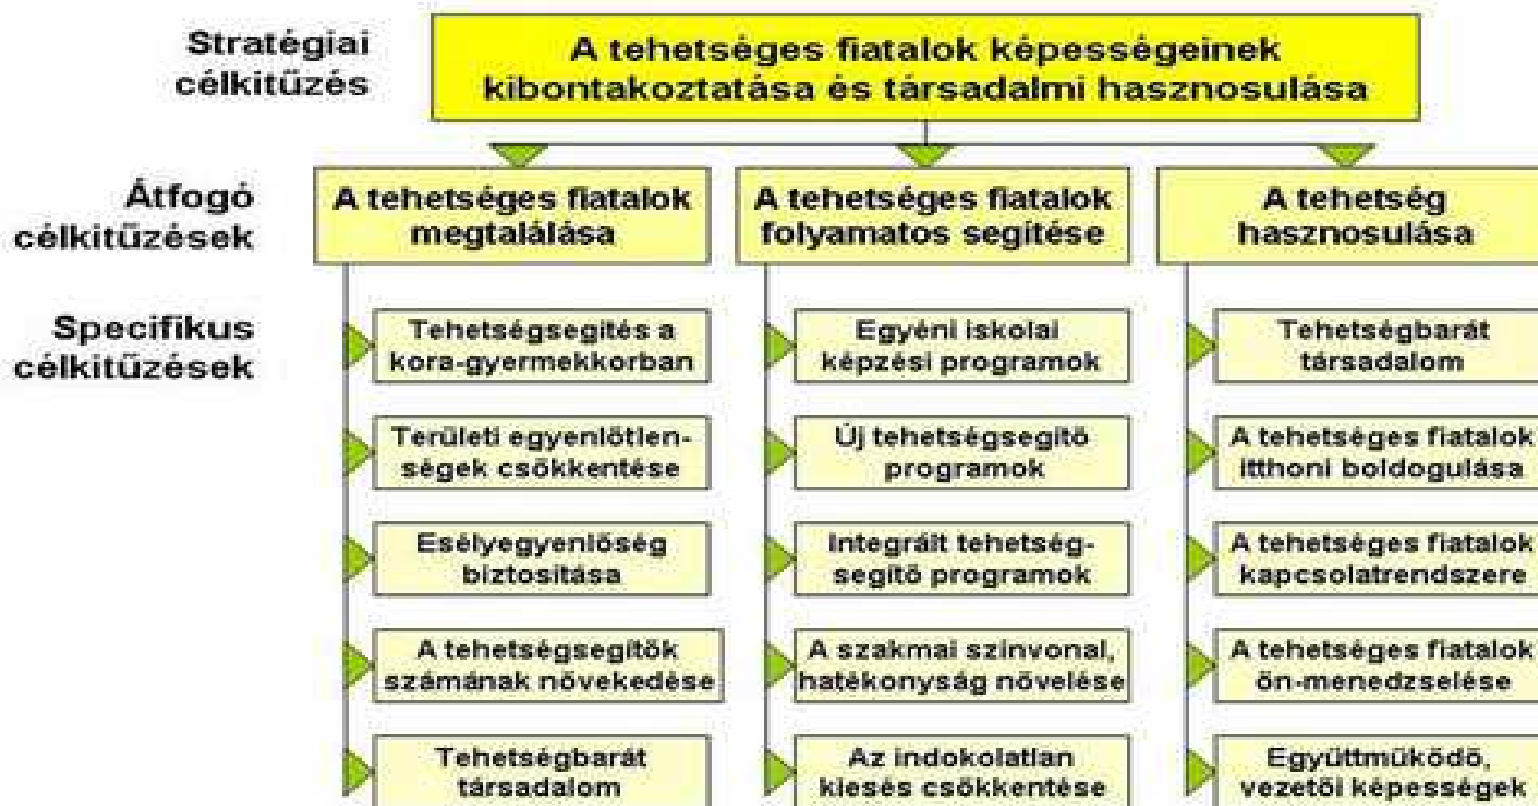 Stratégiai
célkitűzés
A tehetséges fiatalok képességeinek
kibontakoztatása és társadalmi hasznosulása
Átfogó
célkitűzések
A tehetséges fiatalok
megtalálása
A tehetséges fiatalok
folyamatos segítése
A tehetség
hasznosulása
Specifikus
célkitűzések
Tehetségsegítés a
kora-gyermekkorban
Területi egyenlőtlen-
ségek csökkentése
Esélyegyenlőség
biztosítása
A tehetségsegítők
számának növekedése
Tehetségbarát
társadalom
Egyéni iskolai
képzési programok
Új tehetségsegítő
programok
Integrált tehetség-
segítő programok
A szakmai színvonal,
hatékonyság növelése
Az indokolatlan
kiesés csökkentése
Tehetségbarát
társadalom
A tehetséges fiatalok
itthoni boldogulása
A tehetséges fiatalok
kapcsolatrendszere
A tehetséges fiatalok
ön-menedzselése
Együttműködő,
vezetői képességek